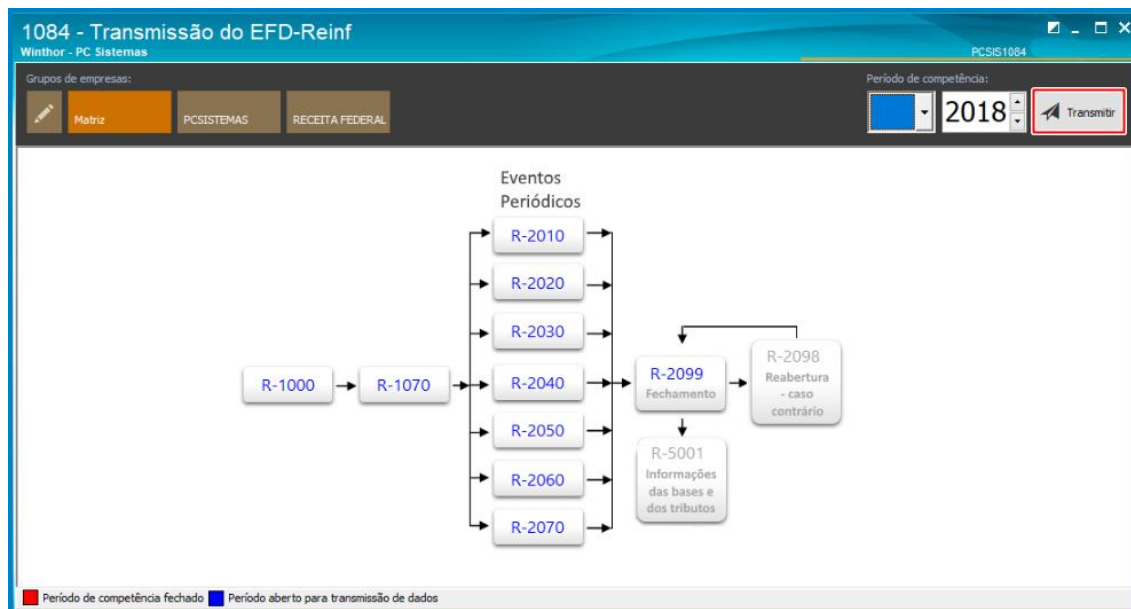 1084 - Transmissão do EFD-Reinf
Winthor - PC Sistemas
PCSIS1084
Grupos de empresas:
Período de competência:
Matriz
PCSISTEMAS
RECEITA FEDERAL
2018
Transmitir
Eventos
Periódicos
R-2010
R-2020
R-2030
R-1000
R-1070
R-2040
R-2050
R-2060
R-2070
R-2099
Fechamento
R-2098
Reabertura
- caso
contrário
R-5001
Informações
das bases e
dos tributos
Período de competência fechado
Período aberto para transmissão de dados